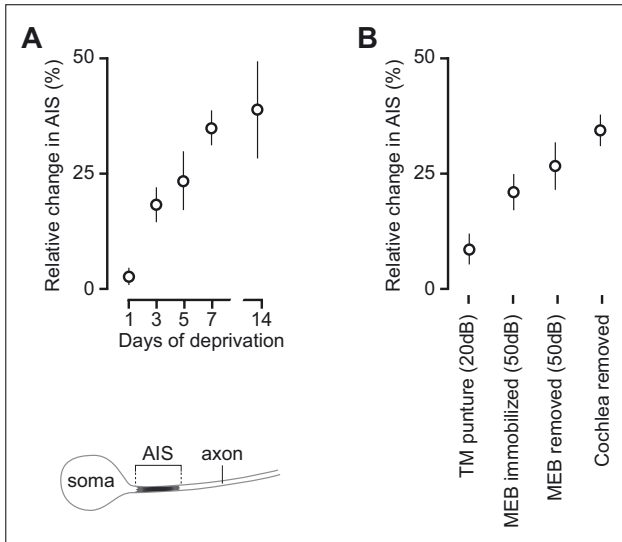 A
Relative change in AIS (%)
50
25
0
1 3 5 7 14
Days of deprivation
AIS
axon
soma
B
Relative change in AIS (%)
50
25
0
TM punture (20dB)
MEB immobilized (50dB)
MEB removed (50dB)
Cochlea removed